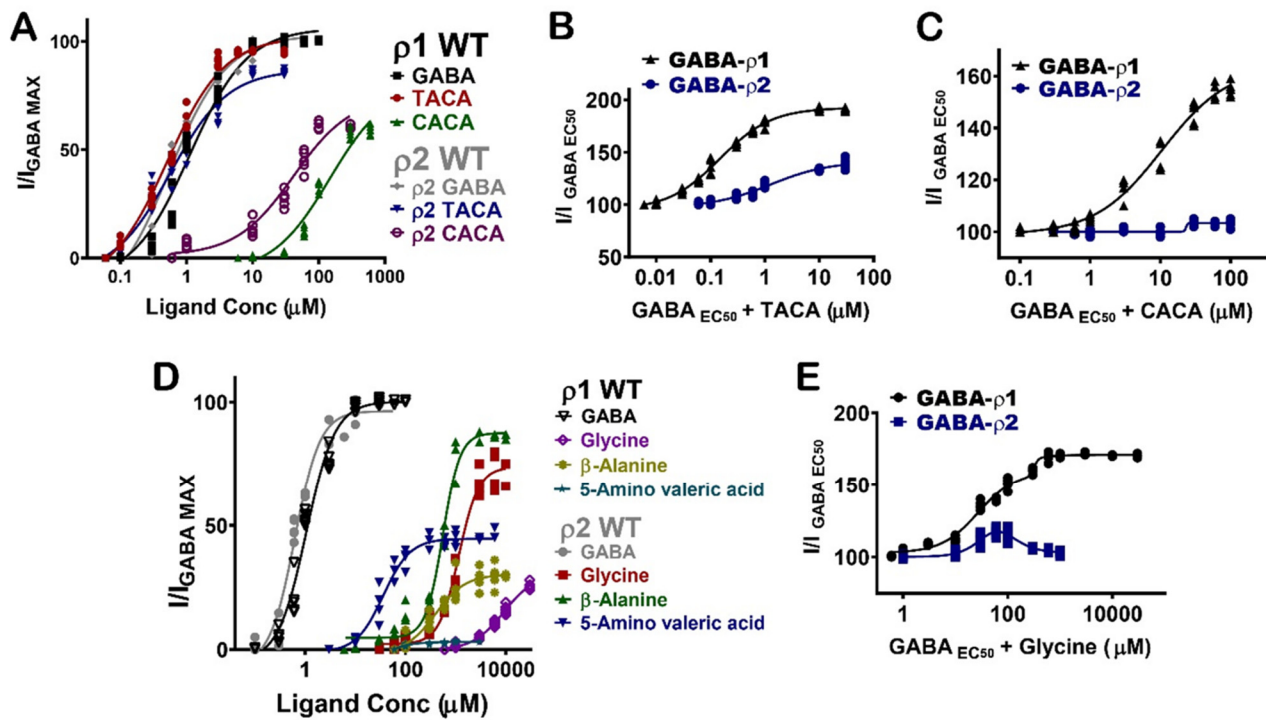 A
I/I GABA MAX
100
50
0
0.1
1
10
100
1000
Ligand Conc (μM)
ρ1 WT
GABA
TACA
CACA
ρ2 WT
ρ2 GABA
ρ2 TACA
ρ2 CACA
B
GABA-ρ1
GABA-ρ2
I/I GABA EC50
200
150
100
50
0.01
0.1
1
10
100
GABA EC50 + TACA (μM)
C
GABA-ρ1
GABA-ρ2
I/I GABA EC50
160
140
120
100
0.1
1
10
100
GABA EC50 + CACA (μM)
D
I/I GABA MAX
100
50
0
1
100
10000
Ligand Conc (μM)
ρ1 WT
GABA
Glycine
β-Alanine
5-Amino valeric acid
ρ2 WT
GABA
Glycine
β-Alanine
5-Amino valeric acid
E
GABA-ρ1
GABA-ρ2
I/I GABA EC50
200
150
100
1
100
10000
GABA EC50 + Glycine (μM)